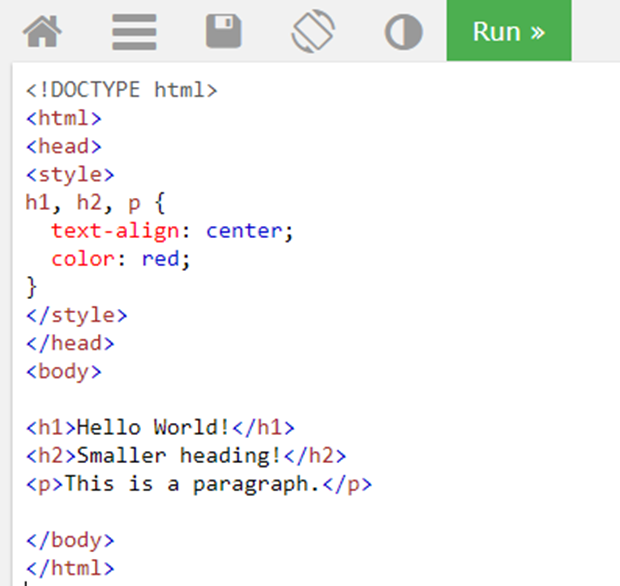 Run »
<!DOCTYPE html>
<html>
<head>
<style>
h1, h2, p {
  text-align: center;
  color: red;
}
</style>
</head>
<body>

<h1>Hello World!</h1>
<h2>Smaller heading!</h2>
<p>This is a paragraph.</p>

</body>
</html>